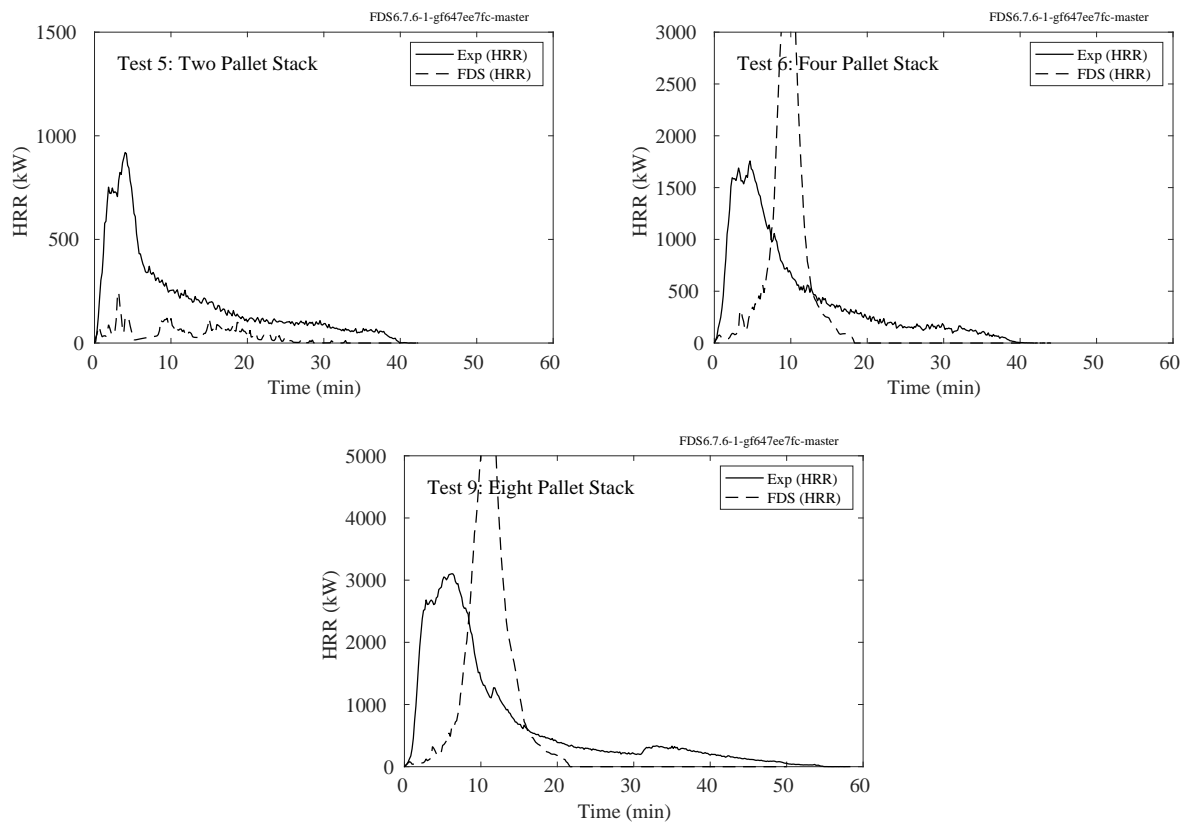 FDS6.7.6-1-gf647ee7fc-master
Test 5: Two Pallet Stack
Exp (HRR)
FDS (HRR)
HRR (kW)
1500
1000
500
0
0 10 20 30 40 50 60
Time (min)
FDS6.7.6-1-gf647ee7fc-master
Test 6: Four Pallet Stack
Exp (HRR)
FDS (HRR)
HRR (kW)
3000
2500
2000
1500
1000
500
0
0 10 20 30 40 50 60
Time (min)
FDS6.7.6-1-gf647ee7fc-master
Test 9: Eight Pallet Stack
Exp (HRR)
FDS (HRR)
HRR (kW)
5000
4000
3000
2000
1000
0
0 10 20 30 40 50 60
Time (min)